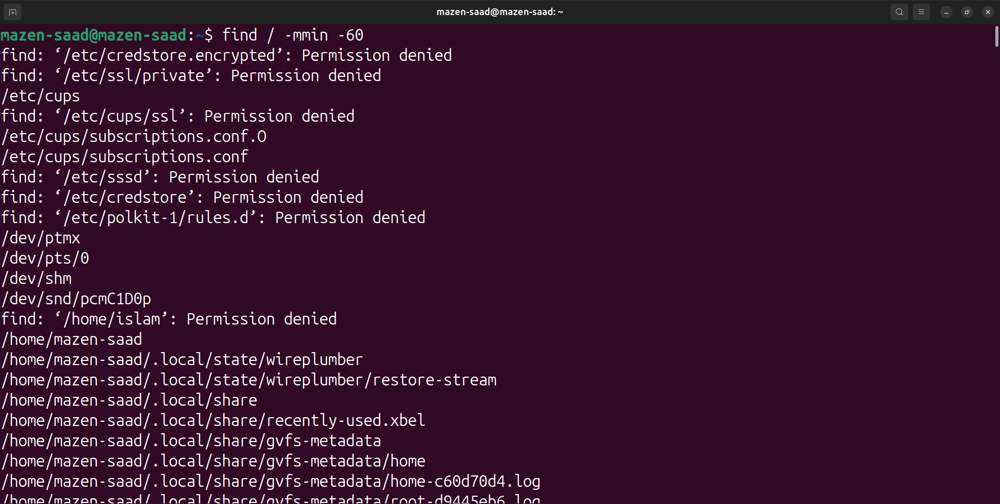 mazen-saad@mazen-saad: ~
mazen-saad@mazen-saad:~$ find / -mmin -60
find: ‘/etc/credstore.encrypted’: Permission denied
find: ‘/etc/ssl/private’: Permission denied
/etc/cups
find: ‘/etc/cups/ssl’: Permission denied
/etc/cups/subscriptions.conf.O
/etc/cups/subscriptions.conf
find: ‘/etc/sssd’: Permission denied
find: ‘/etc/credstore’: Permission denied
find: ‘/etc/polkit-1/rules.d’: Permission denied
/dev/ptmx
/dev/pts/0
/dev/shm
/dev/snd/pcmC1D0p
find: ‘/home/islam’: Permission denied
/home/mazen-saad
/home/mazen-saad/.local/state/wireplumber
/home/mazen-saad/.local/state/wireplumber/restore-stream
/home/mazen-saad/.local/share
/home/mazen-saad/.local/share/recently-used.xbel
/home/mazen-saad/.local/share/gvfs-metadata
/home/mazen-saad/.local/share/gvfs-metadata/home
/home/mazen-saad/.local/share/gvfs-metadata/home-c60d70d4.log
/home/mazen-saad/.local/share/gvfs-metadata/root-d9445eb6.log